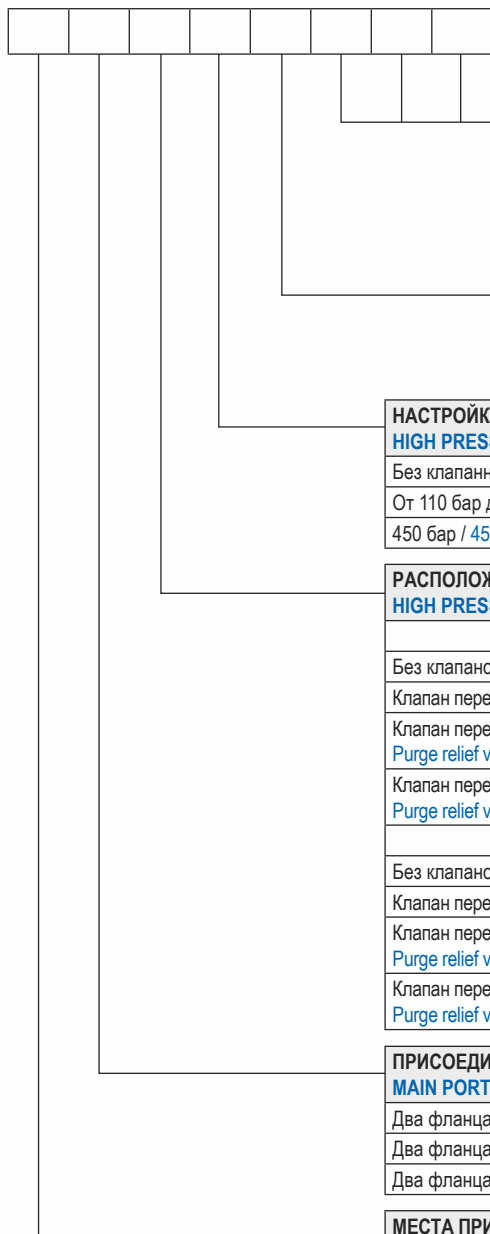 НАСТРОЙК
HIGH PRES
Без клапанн
От 110 бар д
450 бар / 45
РАСПОЛОЖ
HIGH PRES
Без клапано
Клапан пере
Клапан пере
Purge relief v
Клапан пере
Purge relief v
Без клапано
Клапан пере
Клапан пере
Purge relief v
Клапан пере
Purge relief v
ПРИСОЕДИ
MAIN PORT
Два фланца
Два фланца
Два фланца
МЕСТА ПРИ